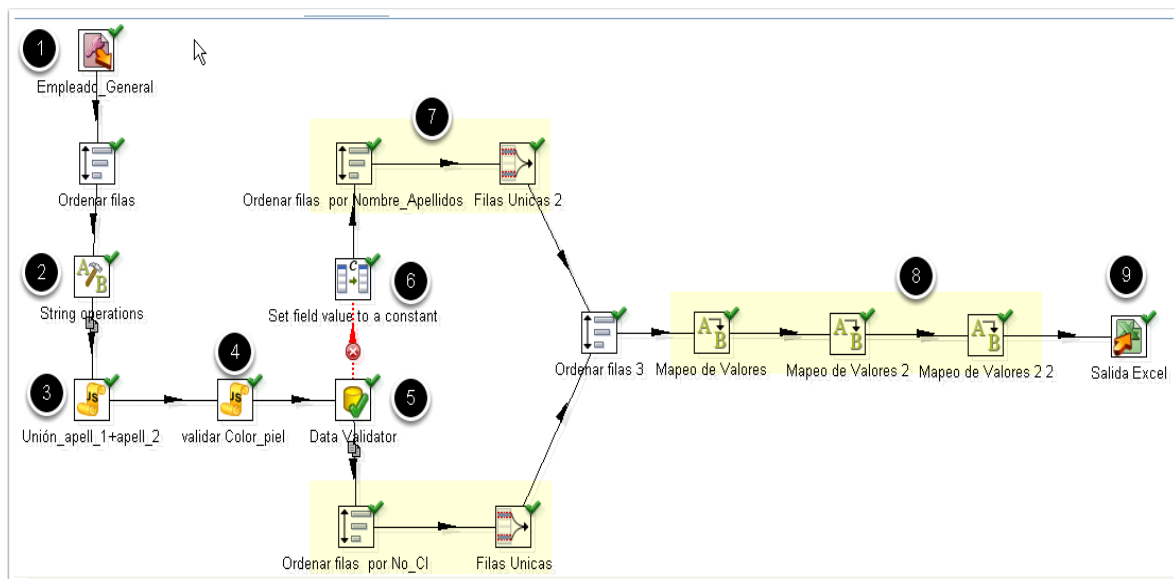 1
Empleado_General
Ordenar filas
2
String operations
3
Unión_apell_1+apell_2
4
validar Color_piel
5
Data Validator
6
Set field value to a constant
7
Ordenar filas por Nombre_Apellidos
Filas Unicas 2
Ordenar filas por No_CI
Filas Unicas
Ordenar filas 3
8
Mapeo de Valores
Mapeo de Valores 2
Mapeo de Valores 2 2
9
Salida Excel
A
B
JS
JS
C
A
B
A
B
A
B